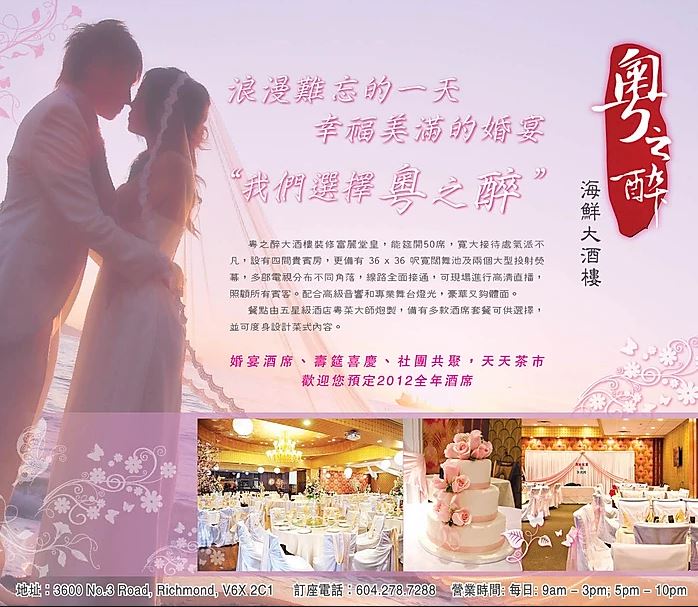 浪漫難忘的一天
幸福美滿的婚宴
“我們選擇 粵之醉”
粵之醉
海鮮大酒樓
粵之醉大酒樓裝修富麗堂皇，能筵開50席，寬大接待處氣派不
凡，設有四間貴賓房，更備有 36 x 36 呎寬闊舞池及兩個大型投射熒
幕，多部電視分布不同角落，線路全面接通，可現場進行高清直播，
照顧所有賓客。配合高級音響和專業舞台燈光，豪華又夠體面。
餐點由五星級酒店粵菜大師炮製，備有多款酒席套餐可供選擇，
並可度身設計菜式內容。
婚宴酒席、壽筵喜慶、社團共聚，天天茶市
歡迎您預定2012全年酒席
地址：3600 No.3 Road, Richmond, V6X.2C1 訂座電話：604.278.7288 營業時間: 每日: 9am – 3pm; 5pm – 10pm